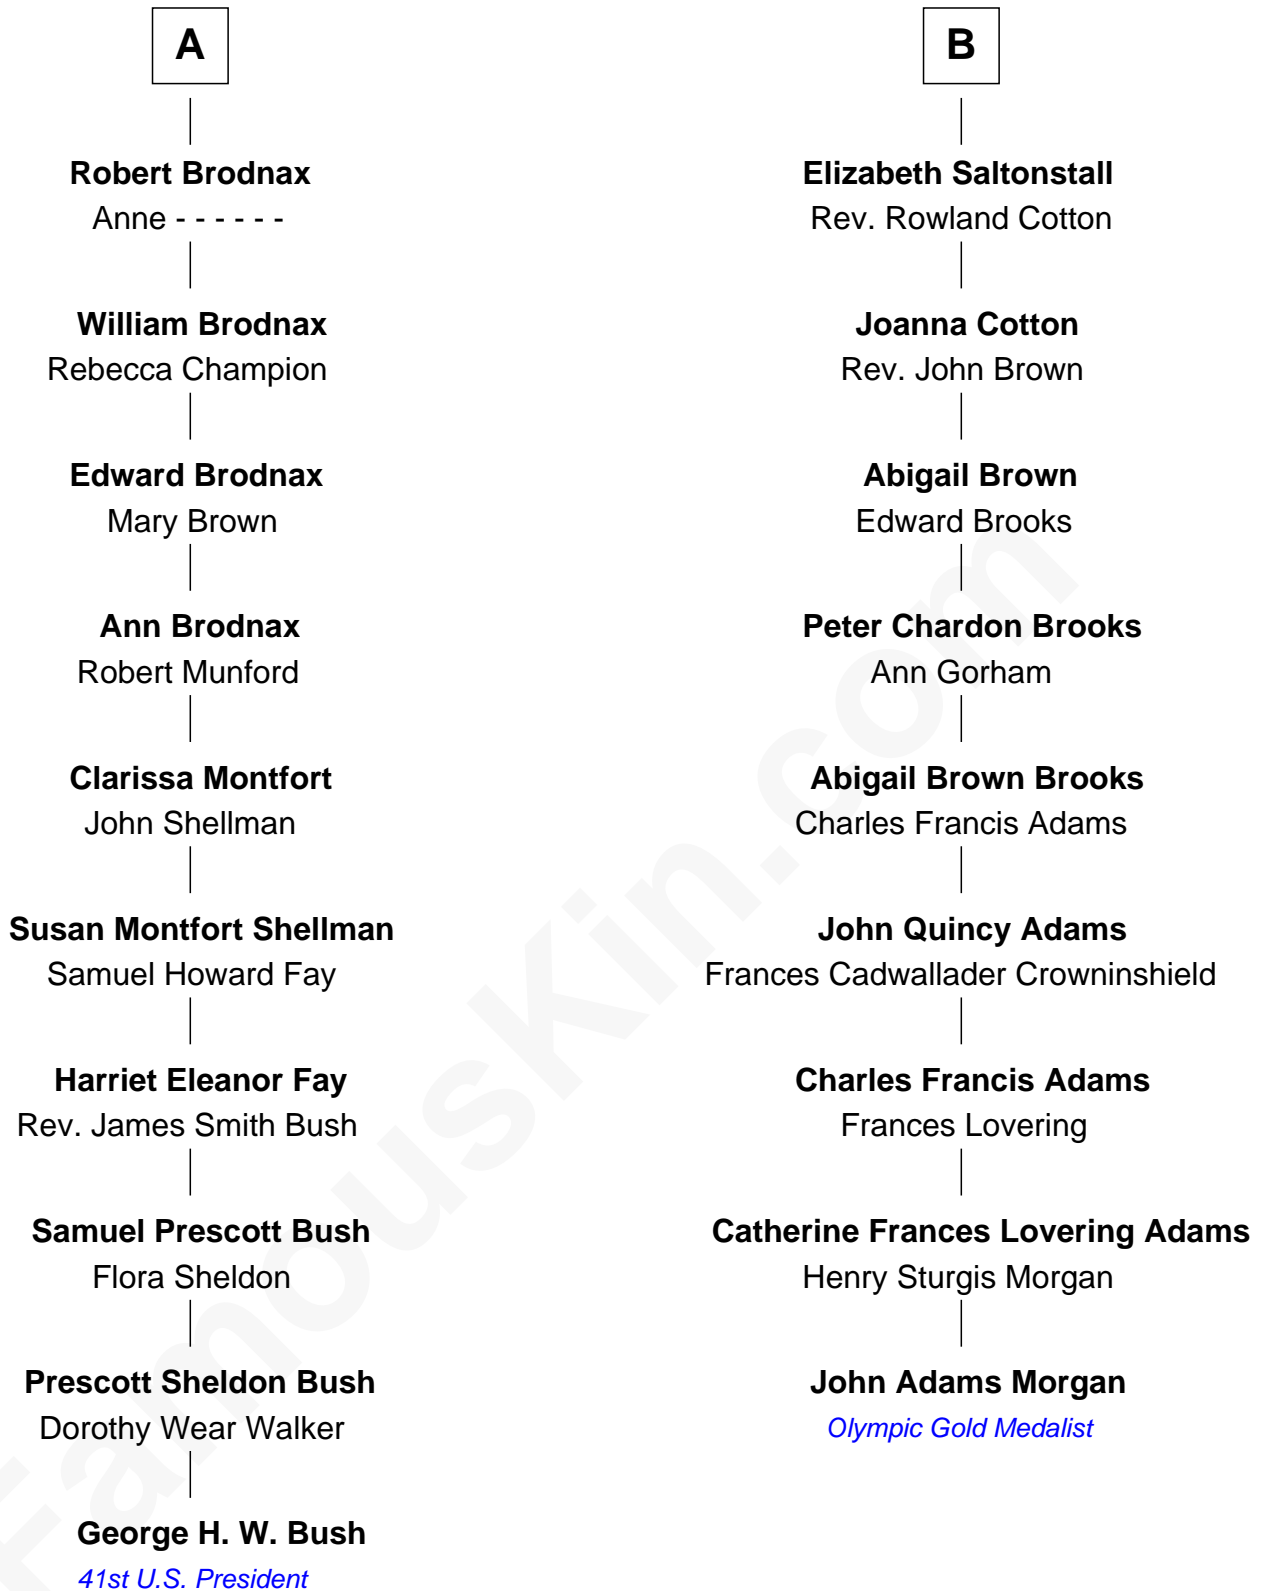 A
Robert Brodnax
Anne - - - - - -
William Brodnax
Rebecca Champion
Edward Brodnax
Mary Brown
Ann Brodnax
Robert Munford
Clarissa Montfort
John Shellman
Susan Montfort Shellman
Samuel Howard Fay
Harriet Eleanor Fay
Rev. James Smith Bush
Samuel Prescott Bush
Flora Sheldon
Prescott Sheldon Bush
Dorothy Wear Walker
George H. W. Bush
41st U.S. President
B
Elizabeth Saltonstall
Rev. Rowland Cotton
Joanna Cotton
Rev. John Brown
Abigail Brown
Edward Brooks
Peter Chardon Brooks
Ann Gorham
Abigail Brown Brooks
Charles Francis Adams
John Quincy Adams
Frances Cadwallader Crowninshield
Charles Francis Adams
Frances Lovering
Catherine Frances Lovering Adams
Henry Sturgis Morgan
John Adams Morgan
Olympic Gold Medalist
FamousKin.com